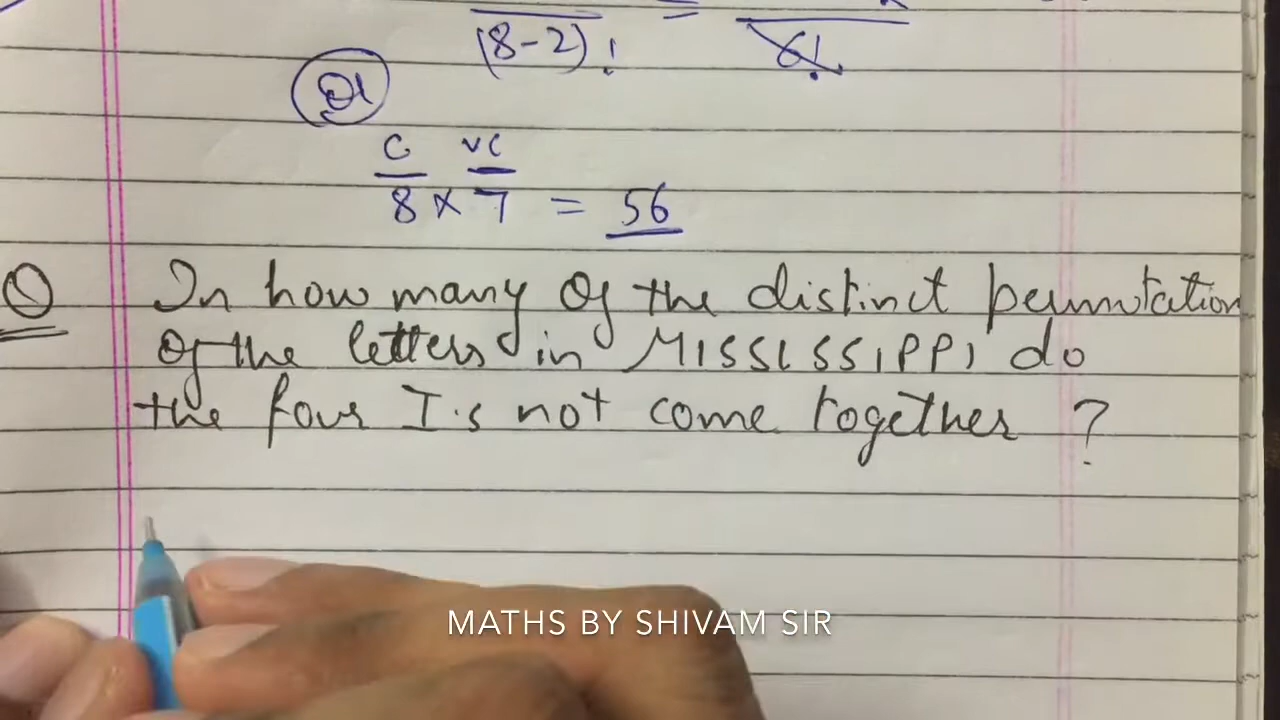 (8-2)! = 6!
Or
C VC
8 × 7 = 56
Q In how many of the distinct permutation
of the letters in MISSISSIPPI do
the four I's not come together ?
MATHS BY SHIVAM SIR